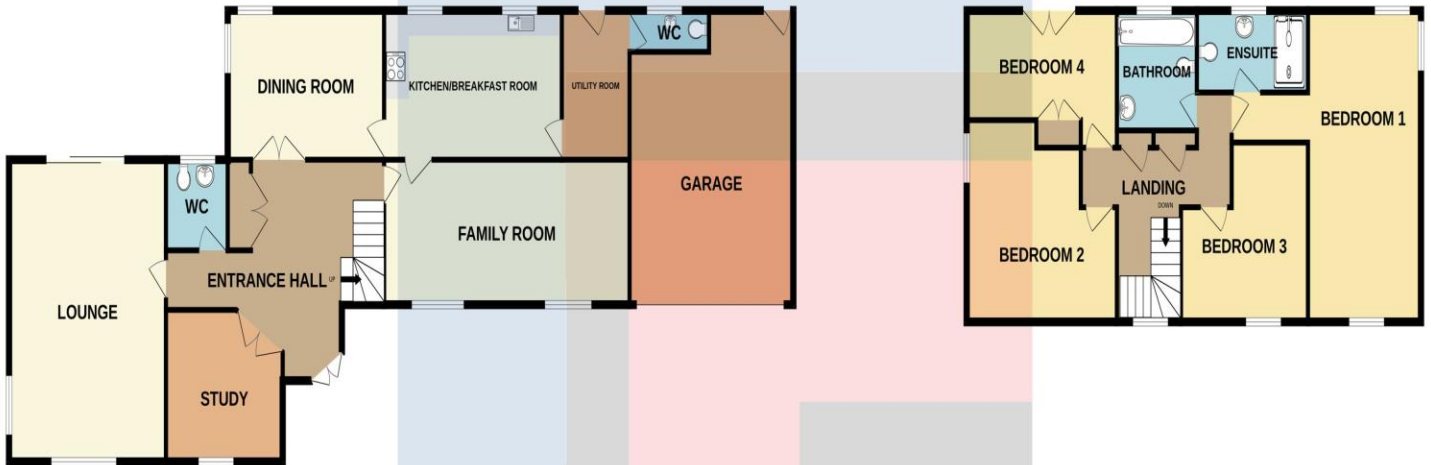 DINING ROOM
KITCHEN/BREAKFAST ROOM
UTILITY ROOM
WC
GARAGE
WC
FAMILY ROOM
ENTRANCE HALL
UP
LOUNGE
STUDY
BEDROOM 4
BATHROOM
ENSUITE
BEDROOM 1
LANDING
DOWN
BEDROOM 2
BEDROOM 3